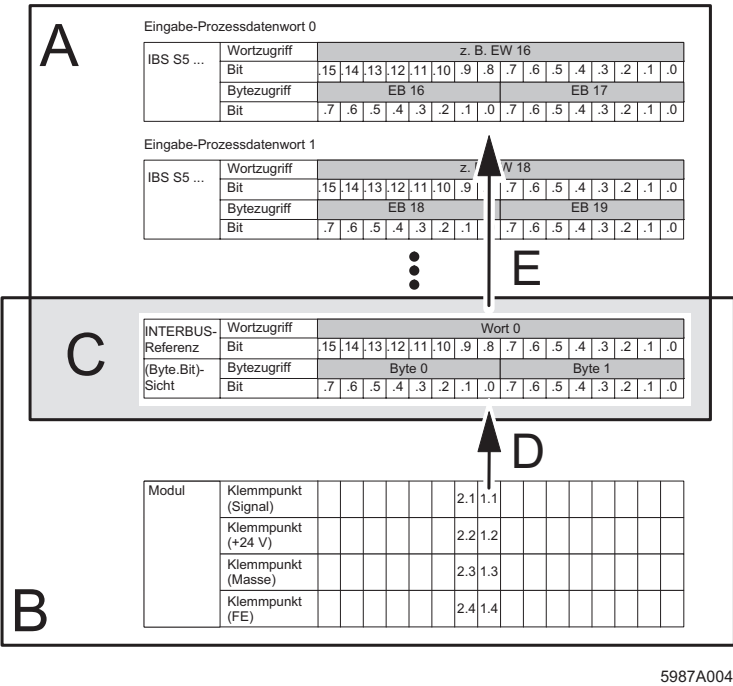 A
Eingabe-Prozessdatenwort 0
IBS S5 ... Wortzugriff z. B. EW 16
Bit .15 .14 .13 .12 .11 .10 .9 .8 .7 .6 .5 .4 .3 .2 .1 .0
Bytezugriff EB 16 EB 17
Bit .7 .6 .5 .4 .3 .2 .1 .0 .7 .6 .5 .4 .3 .2 .1 .0
Eingabe-Prozessdatenwort 1
IBS S5 ... Wortzugriff z. W 18
Bit .15 .14 .13 .12 .11 .10 .9 .7 .6 .5 .4 .3 .2 .1 .0
Bytezugriff EB 18 EB 19
Bit .7 .6 .5 .4 .3 .2 .1 .7 .6 .5 .4 .3 .2 .1 .0
E
C
INTERBUS- Wortzugriff Wort 0
Referenz Bit .15 .14 .13 .12 .11 .10 .9 .8 .7 .6 .5 .4 .3 .2 .1 .0
(Byte.Bit)- Bytezugriff Byte 0 Byte 1
Sicht Bit .7 .6 .5 .4 .3 .2 .1 .0 .7 .6 .5 .4 .3 .2 .1 .0
D
Modul Klemmpunkt
(Signal) 2.1 1.1
Klemmpunkt
(+24 V) 2.2 1.2
Klemmpunkt
(Masse) 2.3 1.3
Klemmpunkt
(FE) 2.4 1.4
B
5987A004